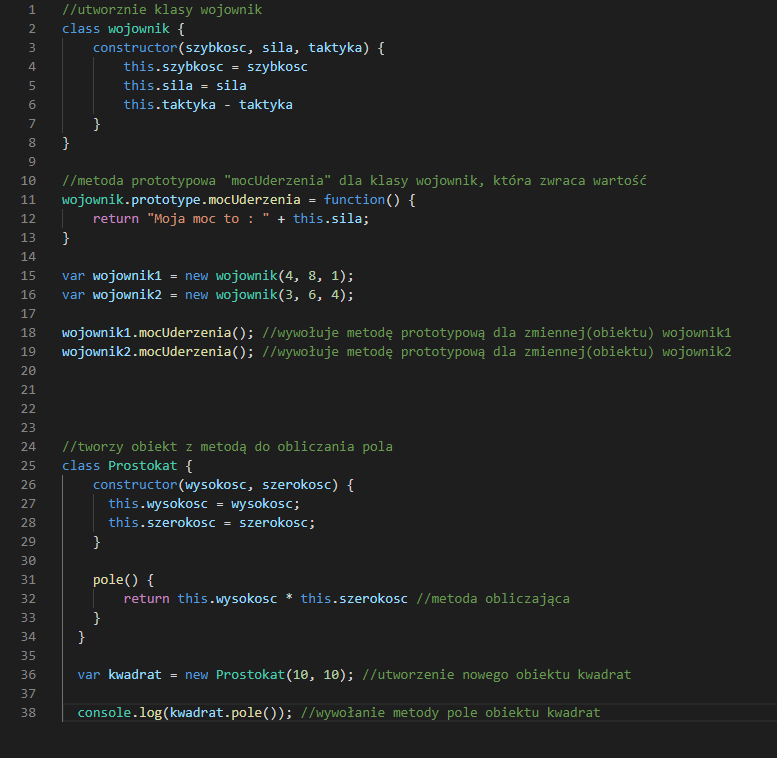 1 //utworznie klasy wojownik
2 class wojownik {
3 constructor(szybkosc, sila, taktyka) {
4 this.szybkosc = szybkosc
5 this.sila = sila
6 this.taktyka - taktyka
7 }
8 }
9
10 //metoda prototypowa "mocUderzenia" dla klasy wojownik, która zwraca wartość
11 wojownik.prototype.mocUderzenia = function() {
12 return "Moja moc to : " + this.sila;
13 }
14
15 var wojownik1 = new wojownik(4, 8, 1);
16 var wojownik2 = new wojownik(3, 6, 4);
17
18 wojownik1.mocUderzenia(); //wywołuje metodę prototypową dla zmiennej(obiektu) wojownik1
19 wojownik2.mocUderzenia(); //wywołuje metodę prototypową dla zmiennej(obiektu) wojownik2
20
21
22
23
24 //tworzy obiekt z metodą do obliczania pola
25 class Prostokat {
26 constructor(wysokosc, szerokosc) {
27 this.wysokosc = wysokosc;
28 this.szerokosc = szerokosc;
29 }
30
31 pole() {
32 return this.wysokosc * this.szerokosc //metoda obliczająca
33 }
34 }
35
36 var kwadrat = new Prostokat(10, 10); //utworzenie nowego obiektu kwadrat
37
38 console.log(kwadrat.pole()); //wywołanie metody pole obiektu kwadrat